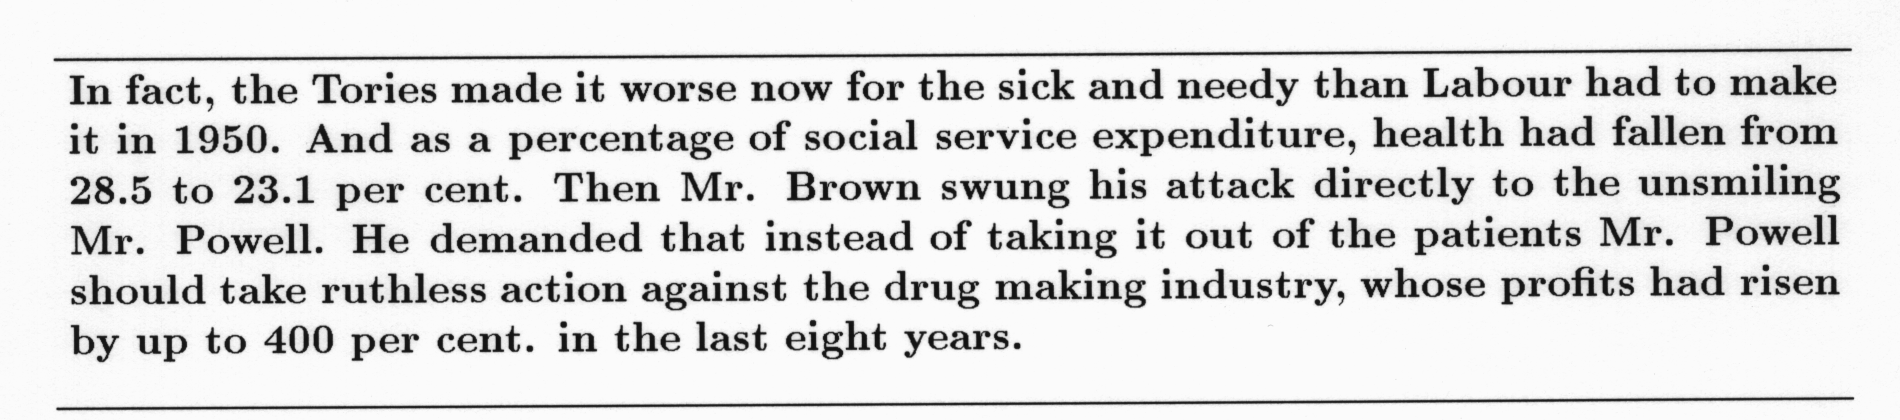 In fact, the Tories made it worse now for the sick and needy than Labour had to make
it in 1950. And as a percentage of social service expenditure, health had fallen from
28.5 to 23.1 per cent. Then Mr. Brown swung his attack directly to the unsmiling
Mr. Powell. He demanded that instead of taking it out of the patients Mr. Powell
should take ruthless action against the drug making industry, whose profits had risen
by up to 400 per cent. in the last eight years.